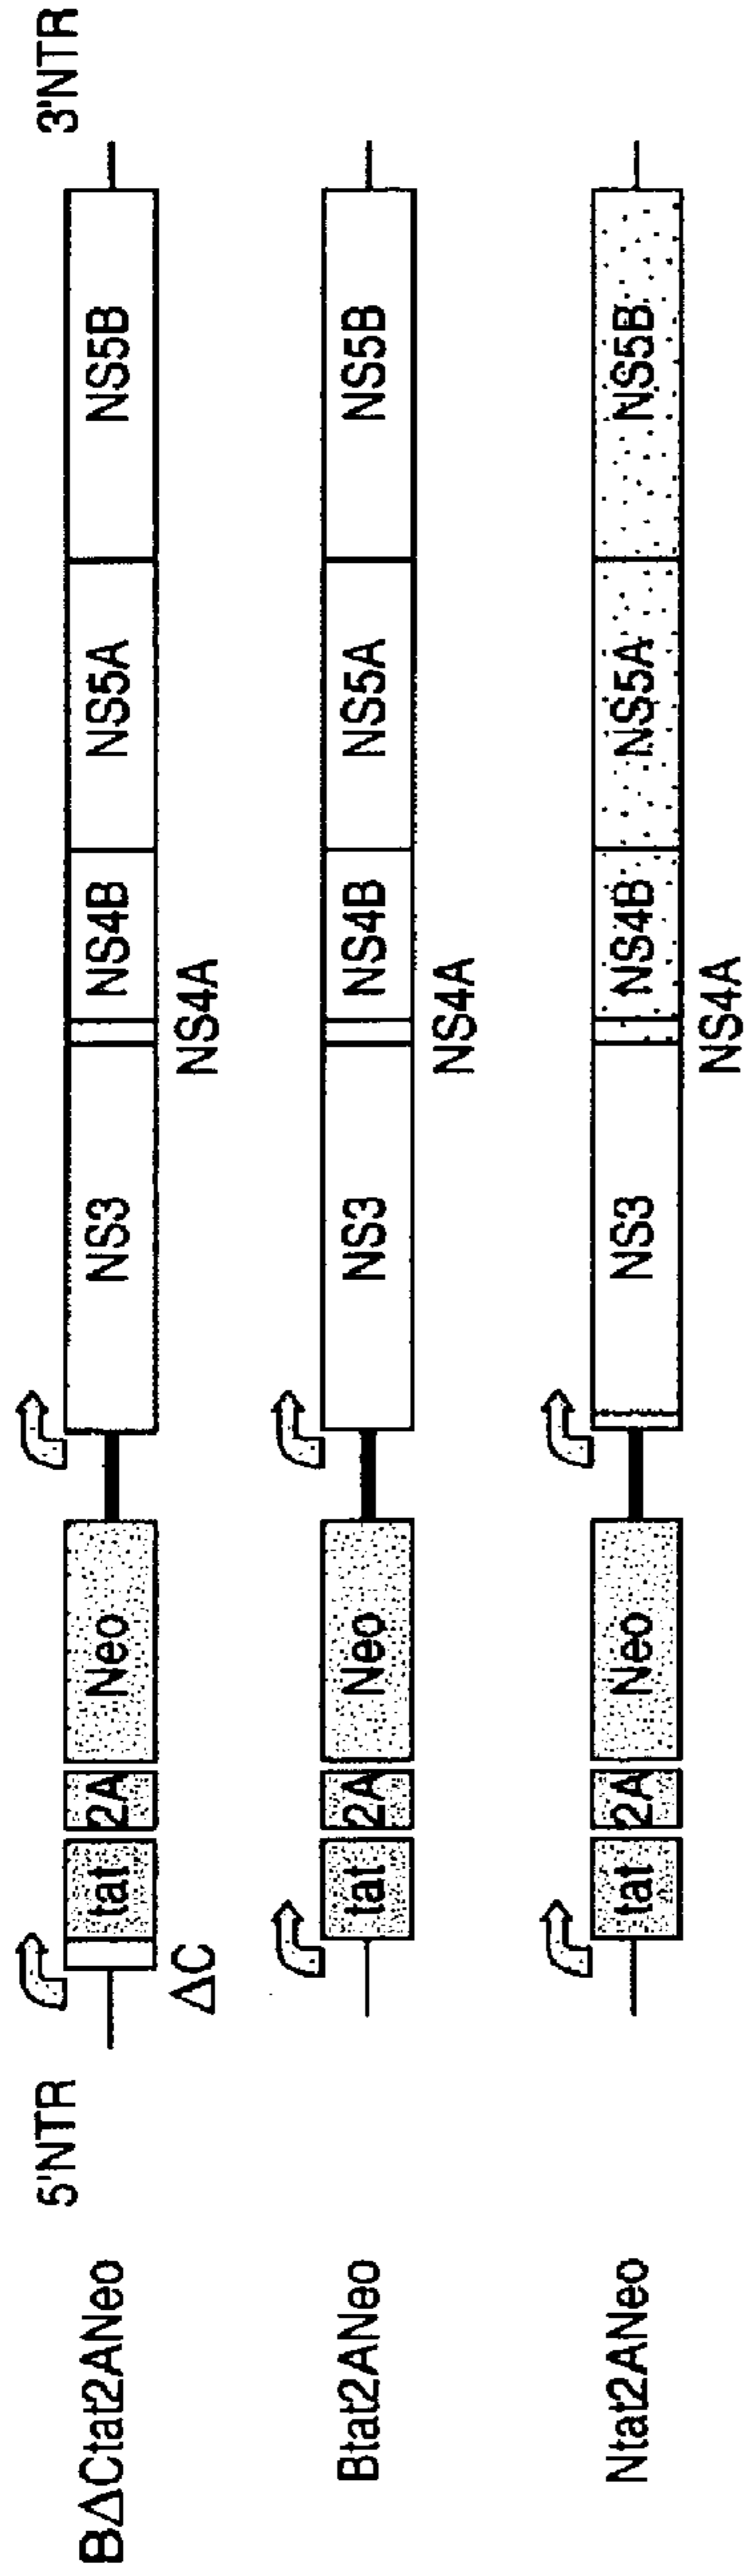 5'NTR 3'NTR
BΔCtat2ANeo tat 2A Neo NS3 NS4B NS5A NS5B
ΔC NS4A
Btat2ANeo tat 2A Neo NS3 NS4B NS5A NS5B
NS4A
Ntat2ANeo tat 2A Neo NS3 NS4B NS5A NS5B
NS4A